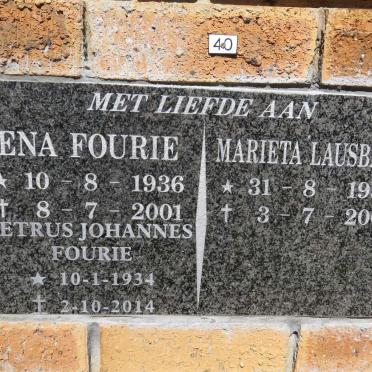 40
MET LIEFDE AAN
ENA FOURIE
★ 10 - 8 - 1936
† 8 - 7 - 2001
ETRUS JOHANNES
FOURIE
★ 10-1-1934
† 2-10-2014
MARIETA LAUSB
★ 31 - 8 - 19
† 3 - 7 - 20